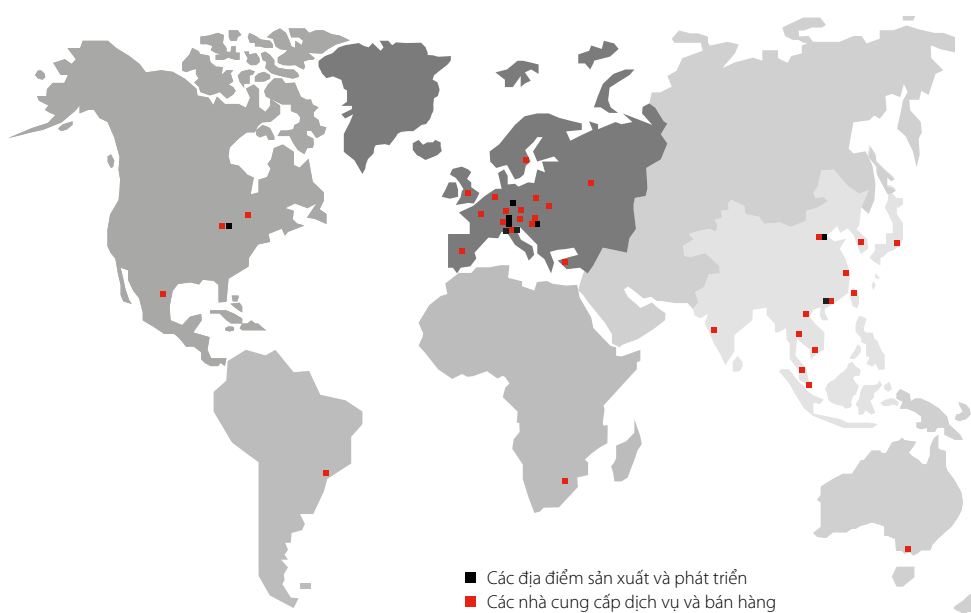 Các địa điểm sản xuất và phát triển
Các nhà cung cấp dịch vụ và bán hàng